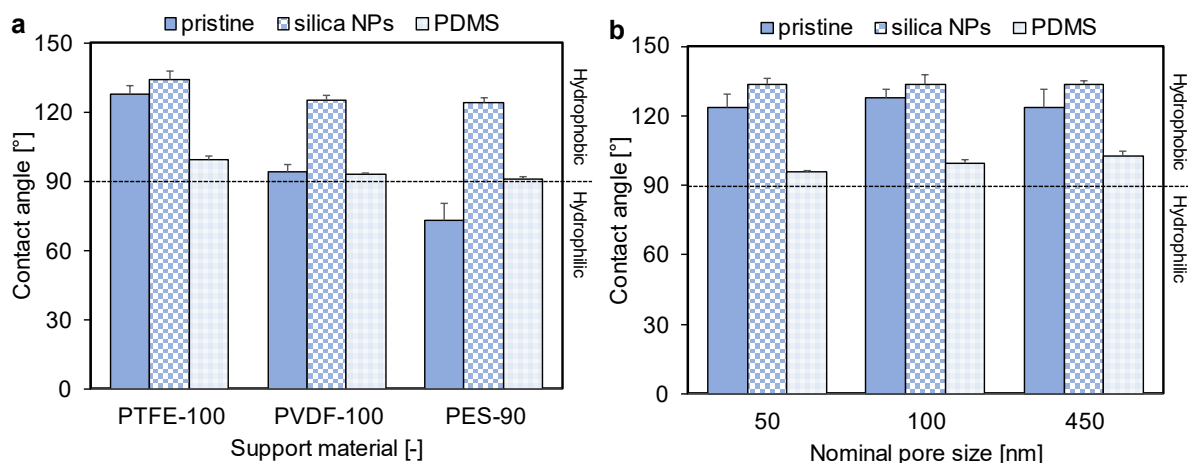 a
pristine silica NPs PDMS
150
120
90
60
30
0
Contact angle [°]
Hydrophobic
Hydrophilic
PTFE-100 PVDF-100 PES-90
Support material [-]
b
pristine silica NPs PDMS
150
120
90
60
30
0
Contact angle [°]
Hydrophobic
Hydrophilic
50 100 450
Nominal pore size [nm]